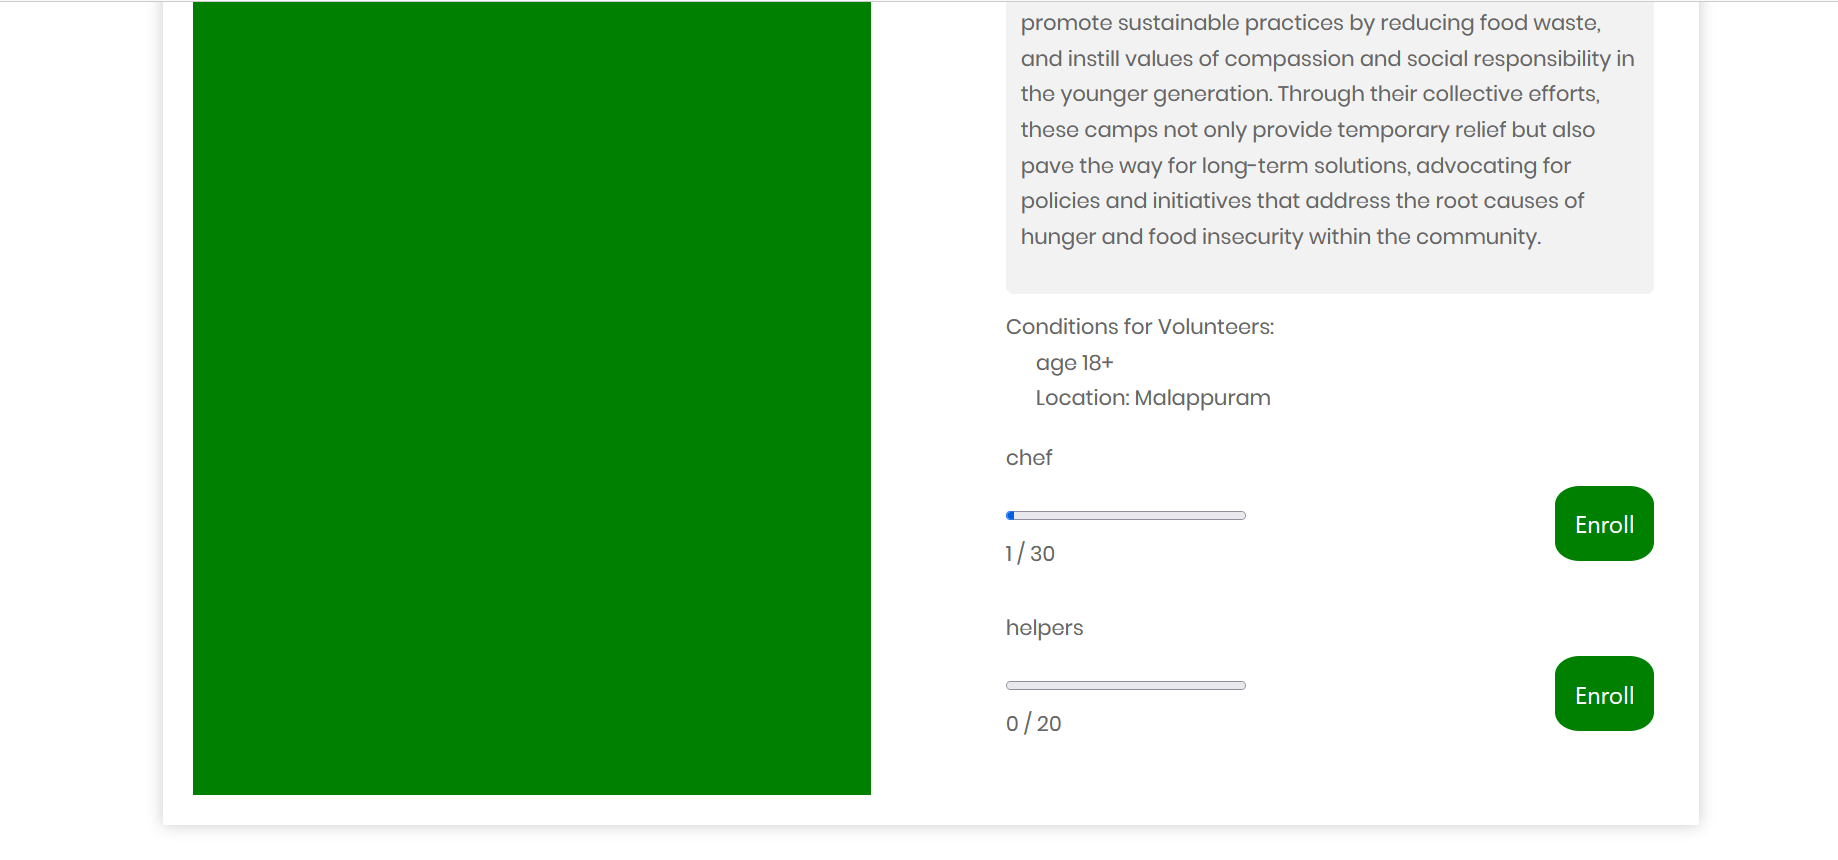 promote sustainable practices by reducing food waste,
and instill values of compassion and social responsibility in
the younger generation. Through their collective efforts,
these camps not only provide temporary relief but also
pave the way for long-term solutions, advocating for
policies and initiatives that address the root causes of
hunger and food insecurity within the community.
Conditions for Volunteers:
age 18+
Location: Malappuram
chef
Enroll
1 / 30
helpers
Enroll
0 / 20